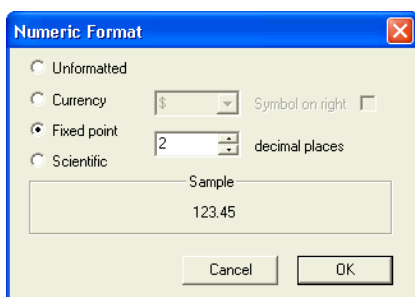 Numeric Format
Unformatted
Currency $ Symbol on right
Fixed point 2 decimal places
Scientific
Sample
123.45
Cancel OK